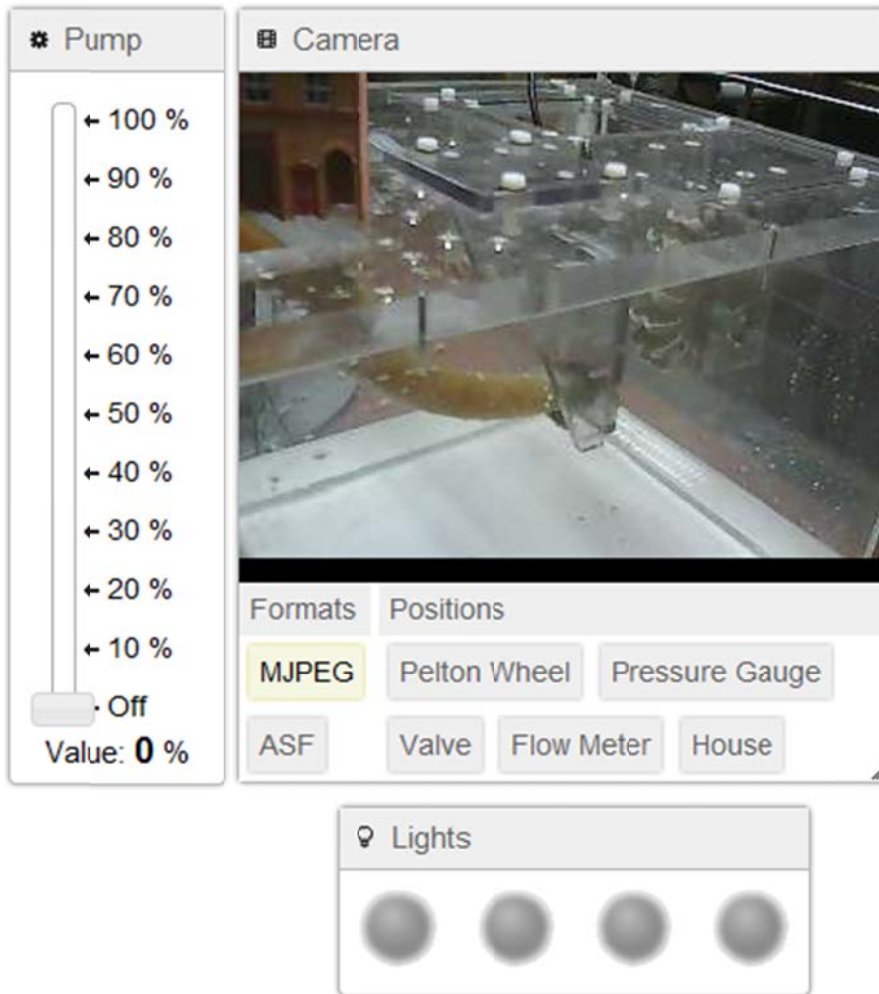 Pump
100 %
90 %
80 %
70 %
60 %
50 %
40 %
30 %
20 %
10 %
Off
Value: 0 %
Camera
Formats
Positions
MJPEG
Pelton Wheel
Pressure Gauge
ASF
Valve
Flow Meter
House
Lights